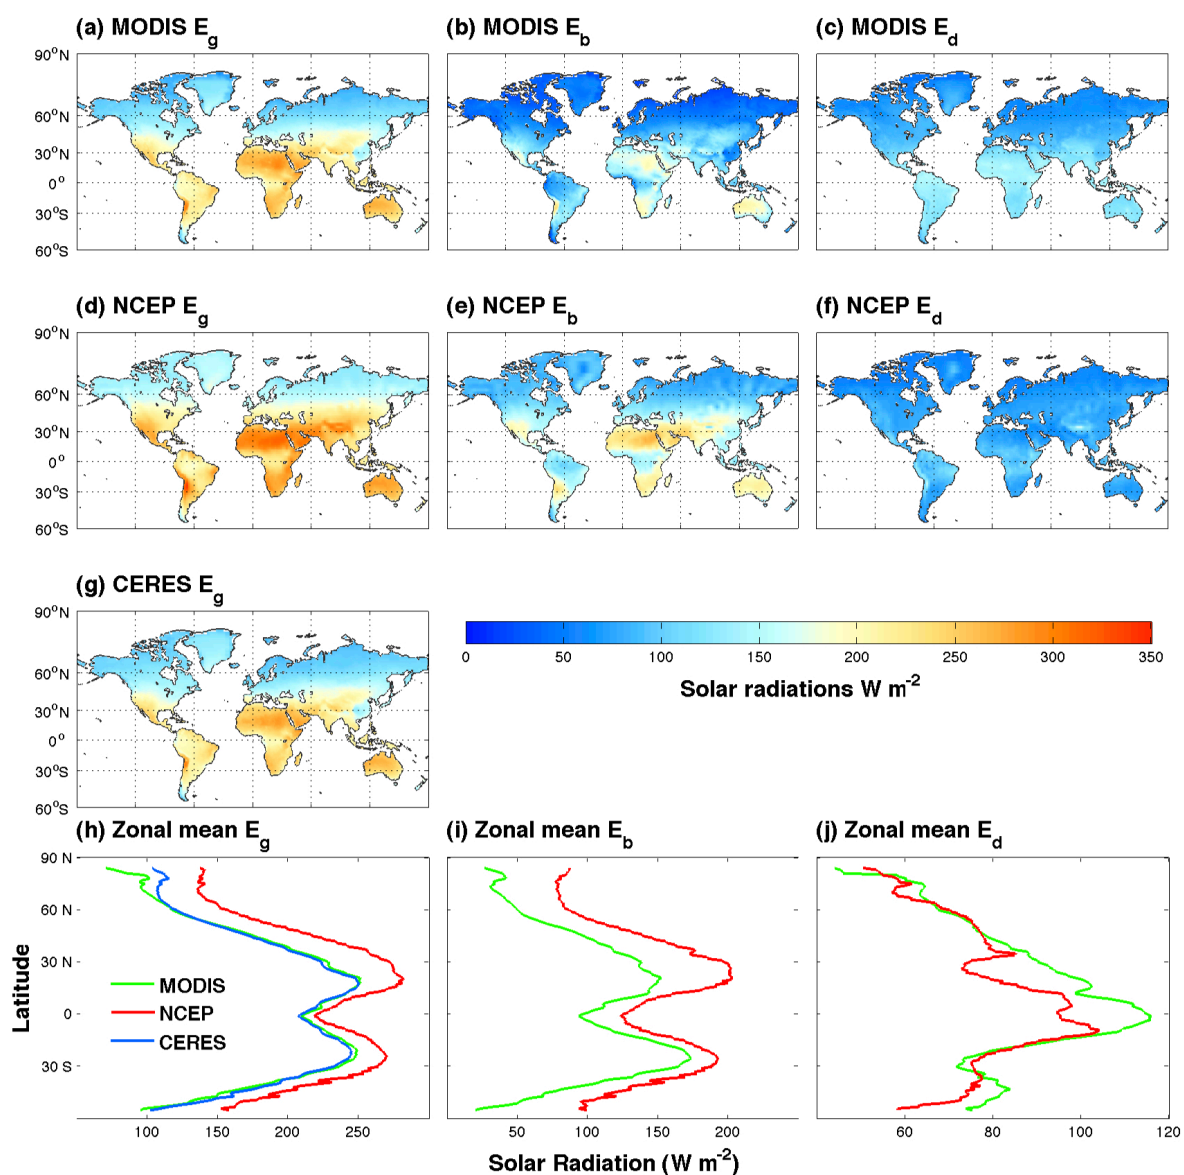 (a) MODIS Eg (b) MODIS Eb (c) MODIS Ed
90°N
60°N
30°N
0°
30°S
60°S
(d) NCEP Eg (e) NCEP Eb (f) NCEP Ed
90°N
60°N
30°N
0°
30°S
60°S
(g) CERES Eg
90°N
60°N
30°N
0°
30°S
60°S
0 50 100 150 200 250 300 350
Solar radiations W m-2
(h) Zonal mean Eg (i) Zonal mean Eb (j) Zonal mean Ed
90 N
60 N
30 N
0
30 S
Latitude
MODIS
NCEP
CERES
100 150 200 250 50 100 150 200 60 80 100 120
Solar Radiation (W m-2)